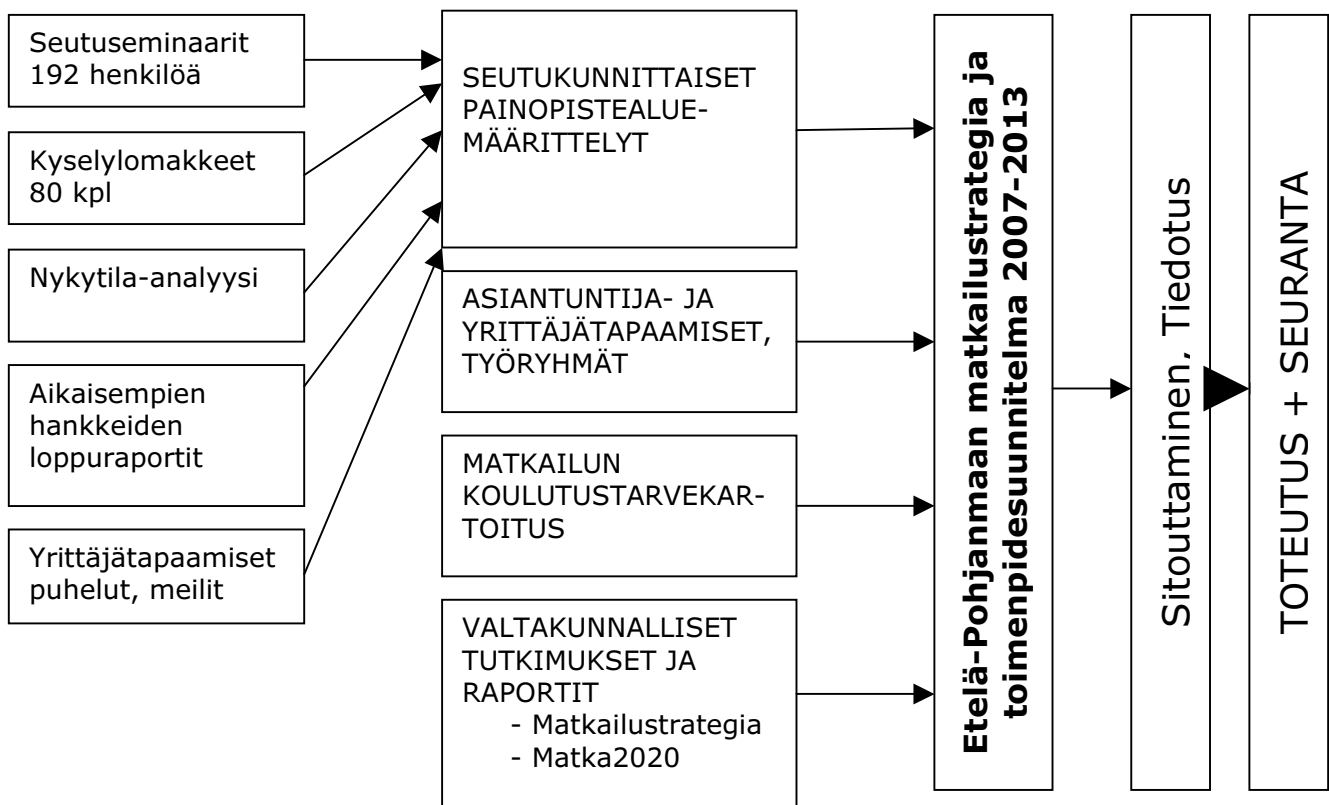 Seutuseminaarit
192 henkilöä
Kyselylomakkeet
80 kpl
Nykytila-analyysi
Aikaisempien
hankkeiden
loppuraportit
Yrittäjätapaamiset
puhelut, meilit
SEUTUKUNNITTAISET
PAINOPISTEALUE-
MÄÄRITTELYT
ASIANTUNTIJA- JA
YRITTÄJÄTAPAAMISET,
TYÖRYHMÄT
MATKAILUN
KOULUTUSTARVEKAR-
TOITUS
VALTAKUNNALLISET
TUTKIMUKSET JA
RAPORTIT
- Matkailustrategia
- Matka2020
Etelä-Pohjanmaan matkailustrategia ja
toimenpidesuunnitelma 2007-2013
Sitouttaminen, Tiedotus
TOTEUTUS + SEURANTA